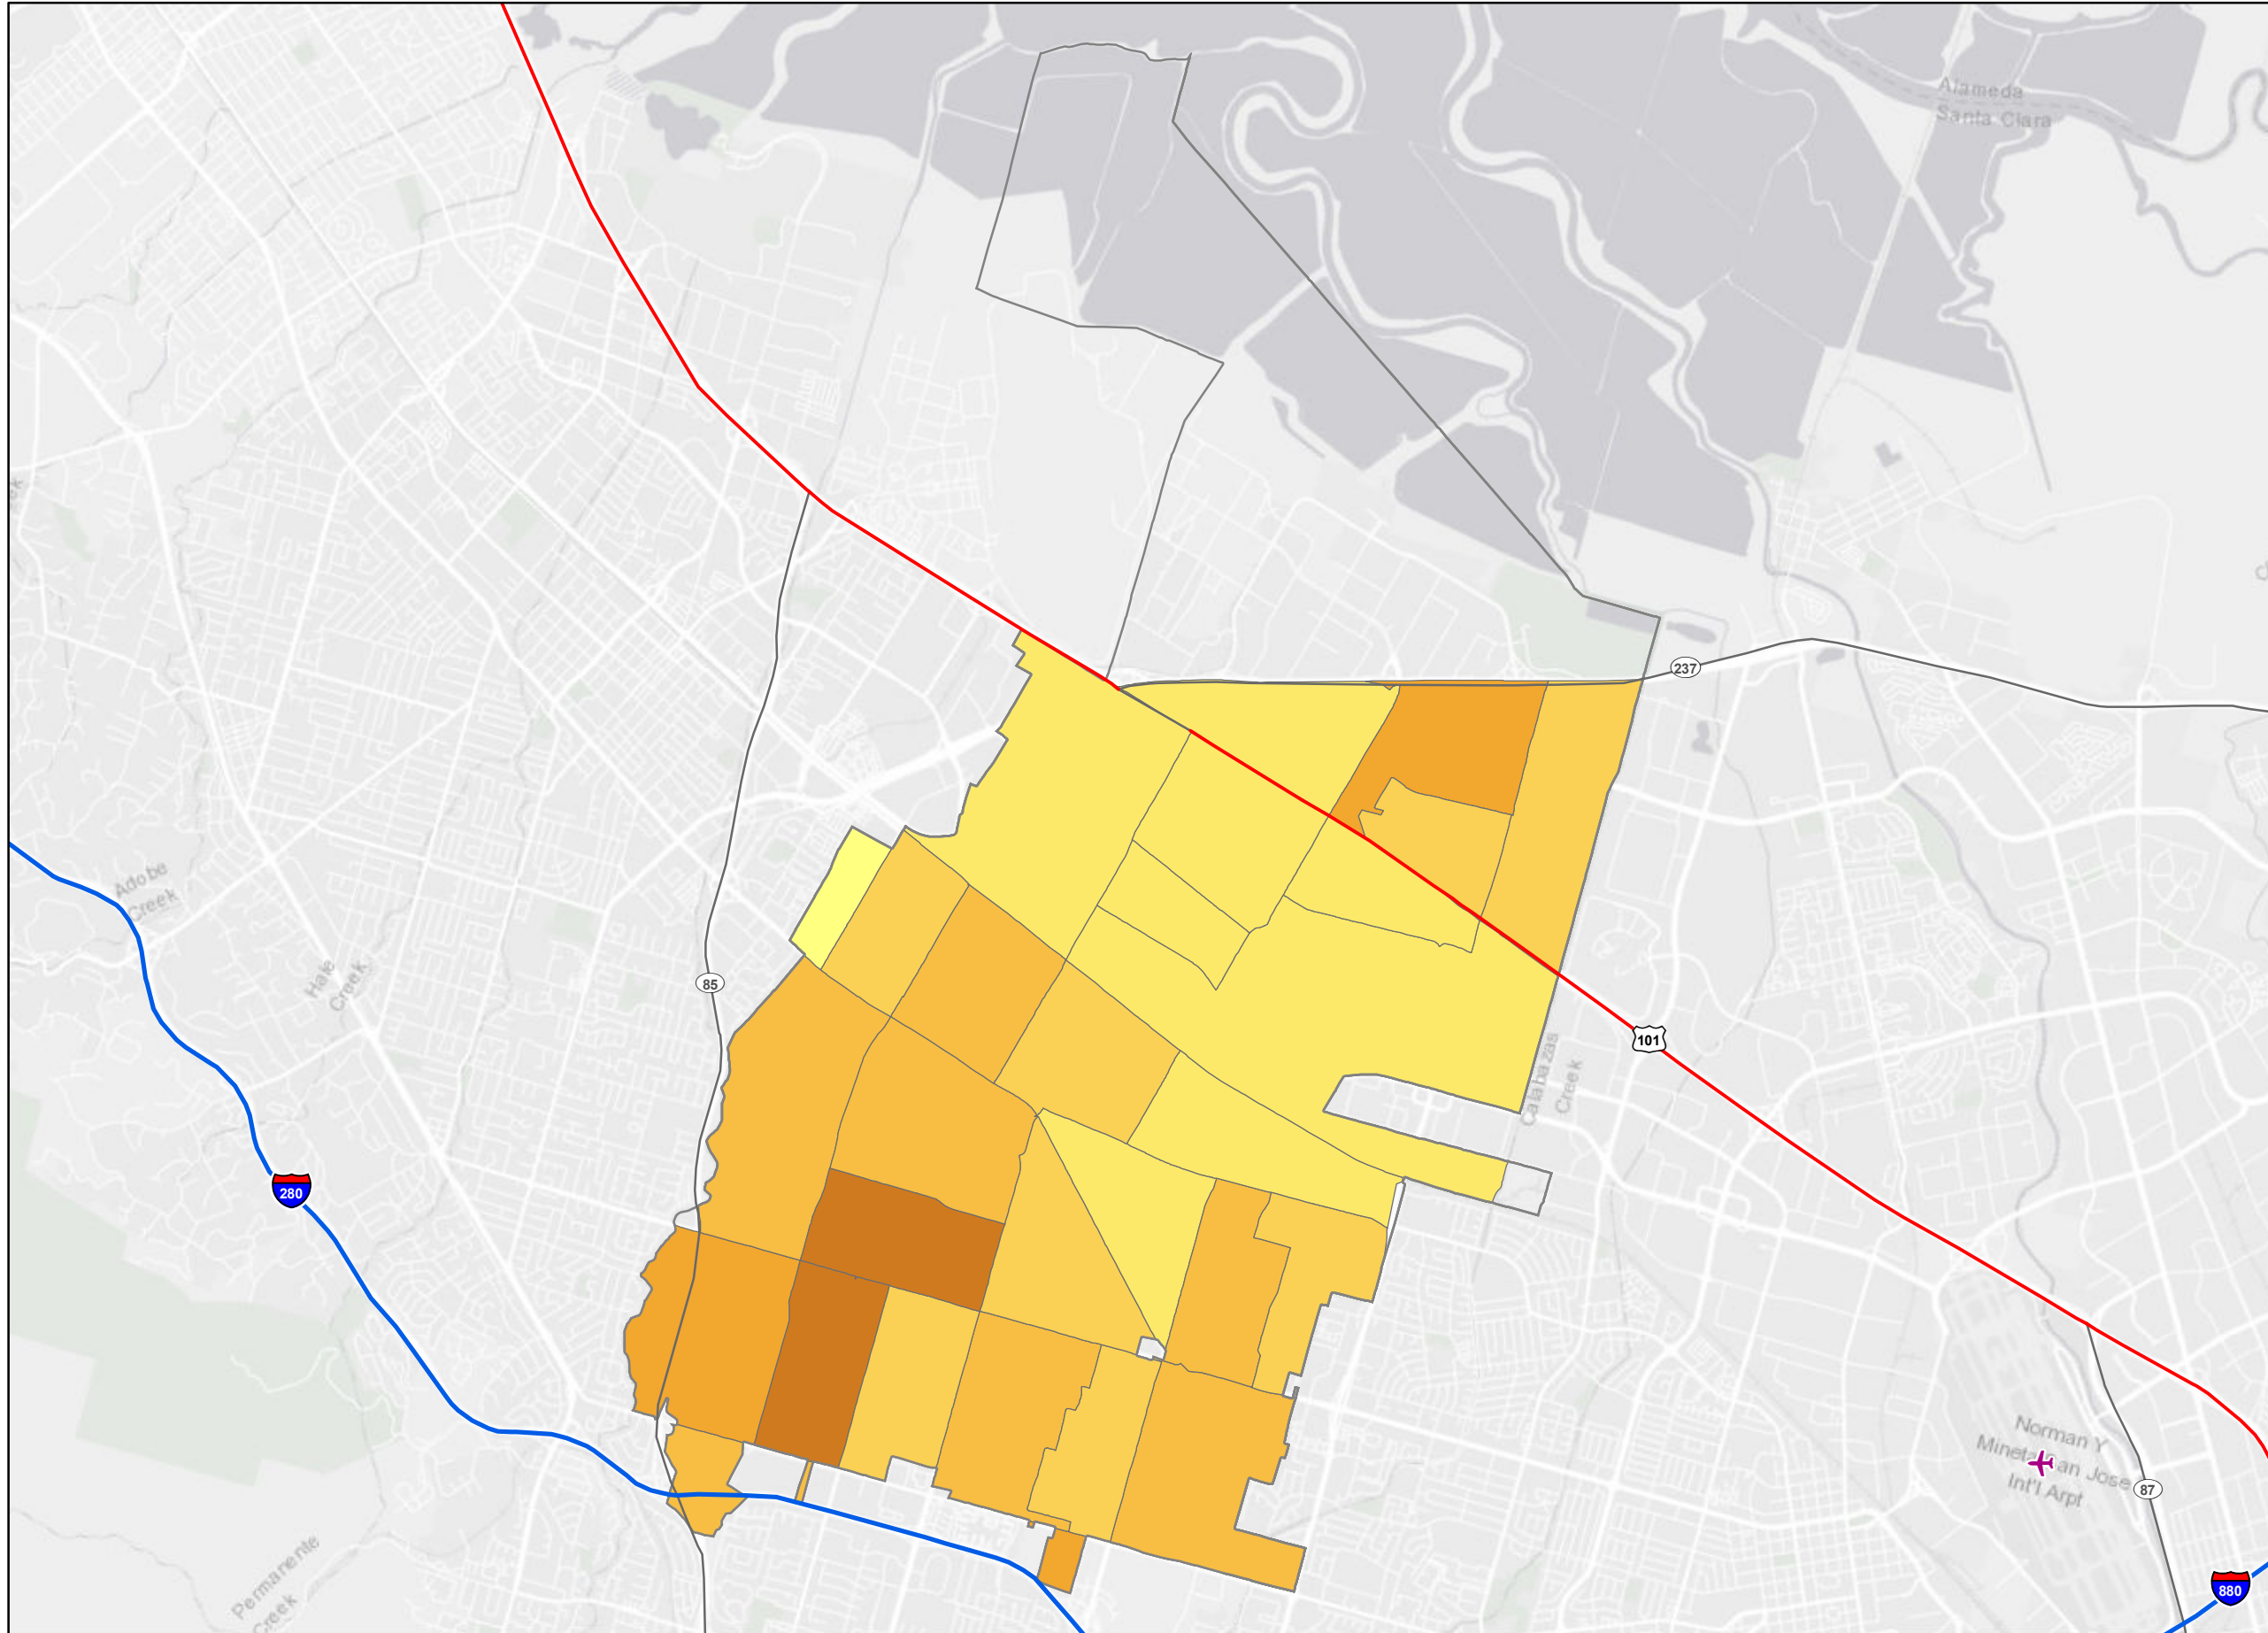 Alameda
Santa Clara
ek
237
Adobe
Creek
Hale
Creek
85
101
Calabazas
Creek
280
Norman Y
Mineta San Jose
Int'l Arpt
87
Permanente
Creek
880